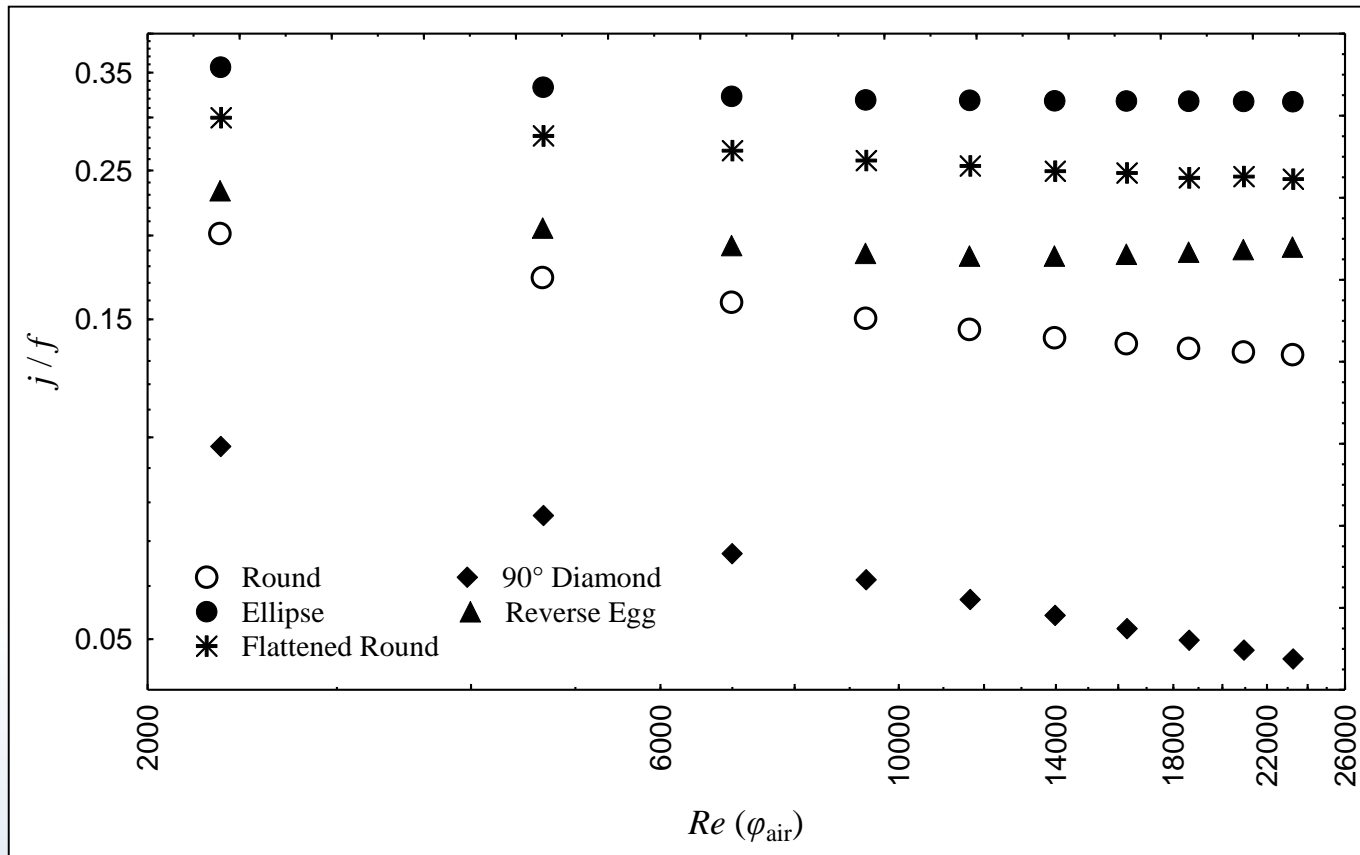 0.35
0.25
0.15
0.05
j / f
Round
Ellipse
Flattened Round
90° Diamond
Reverse Egg
2000
6000
10000
14000
18000
22000
26000
Re (φair)